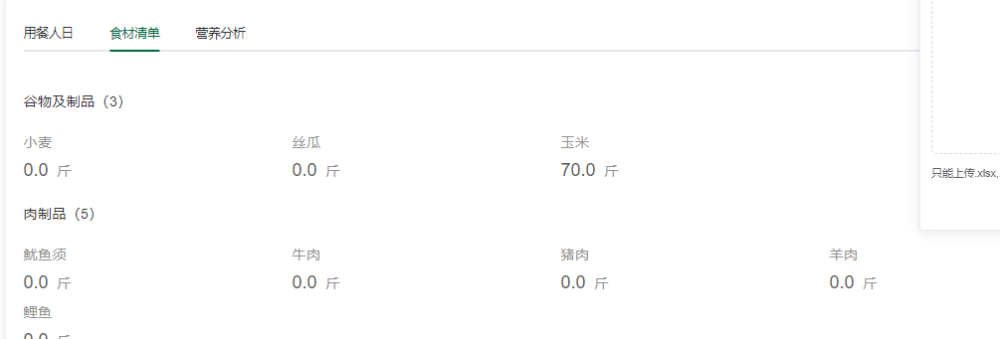 用餐人日 食材清单 营养分析
谷物及制品（3）
小麦 丝瓜 玉米
0.0 斤 0.0 斤 70.0 斤
只能上传.xlsx,
肉制品（5）
鱿鱼须 牛肉 猪肉 羊肉
0.0 斤 0.0 斤 0.0 斤 0.0 斤
鲤鱼
0.0 斤